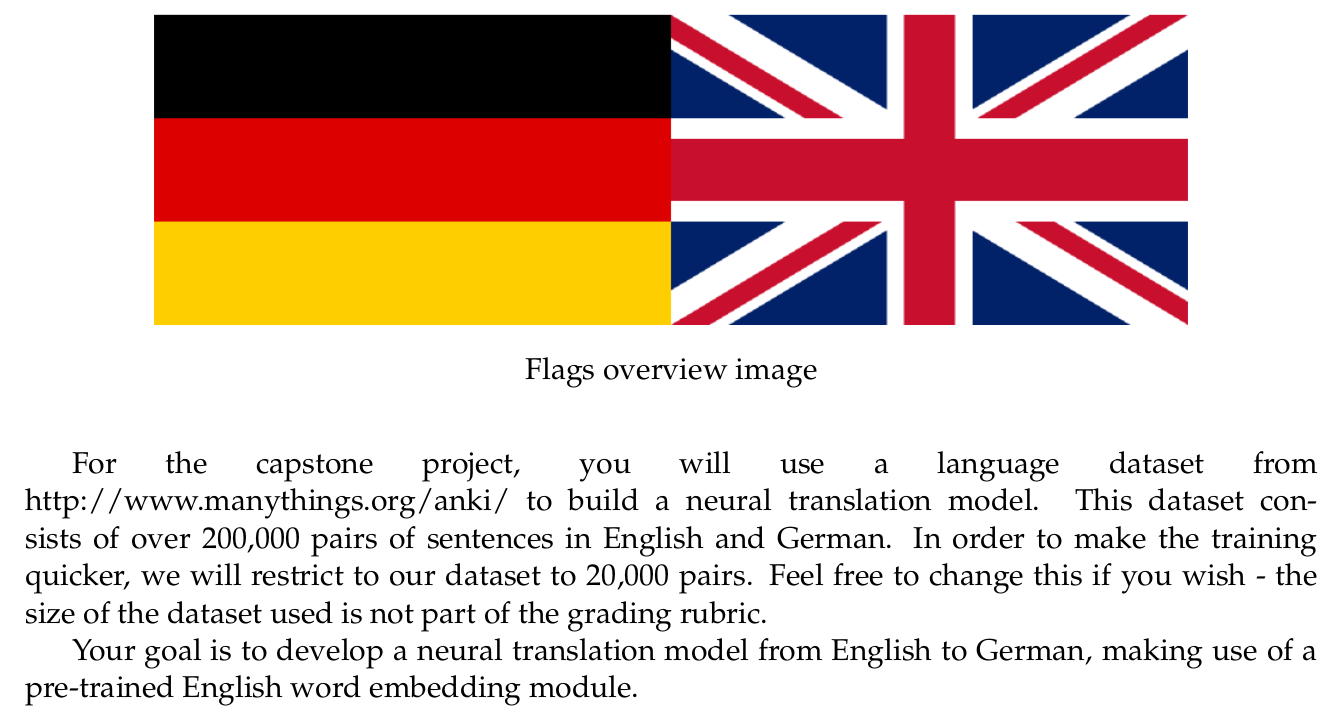 Flags overview image
For the capstone project, you will use a language dataset from
http://www.manythings.org/anki/ to build a neural translation model. This dataset con-
sists of over 200,000 pairs of sentences in English and German. In order to make the training
quicker, we will restrict to our dataset to 20,000 pairs. Feel free to change this if you wish - the
size of the dataset used is not part of the grading rubric.
Your goal is to develop a neural translation model from English to German, making use of a
pre-trained English word embedding module.